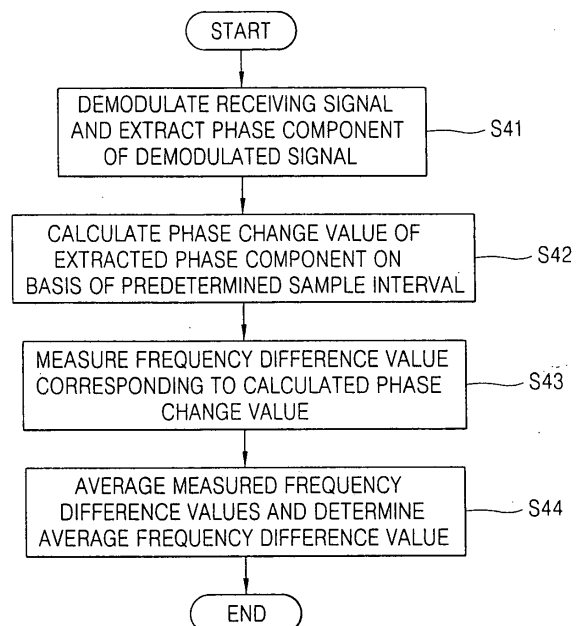 START
DEMODULATE RECEIVING SIGNAL
AND EXTRACT PHASE COMPONENT
OF DEMODULATED SIGNAL
S41
CALCULATE PHASE CHANGE VALUE OF
EXTRACTED PHASE COMPONENT ON
BASIS OF PREDETERMINED SAMPLE INTERVAL
S42
MEASURE FREQUENCY DIFFERENCE VALUE
CORRESPONDING TO CALCULATED PHASE
CHANGE VALUE
S43
AVERAGE MEASURED FREQUENCY
DIFFERENCE VALUES AND DETERMINE
AVERAGE FREQUENCY DIFFERENCE VALUE
S44
END